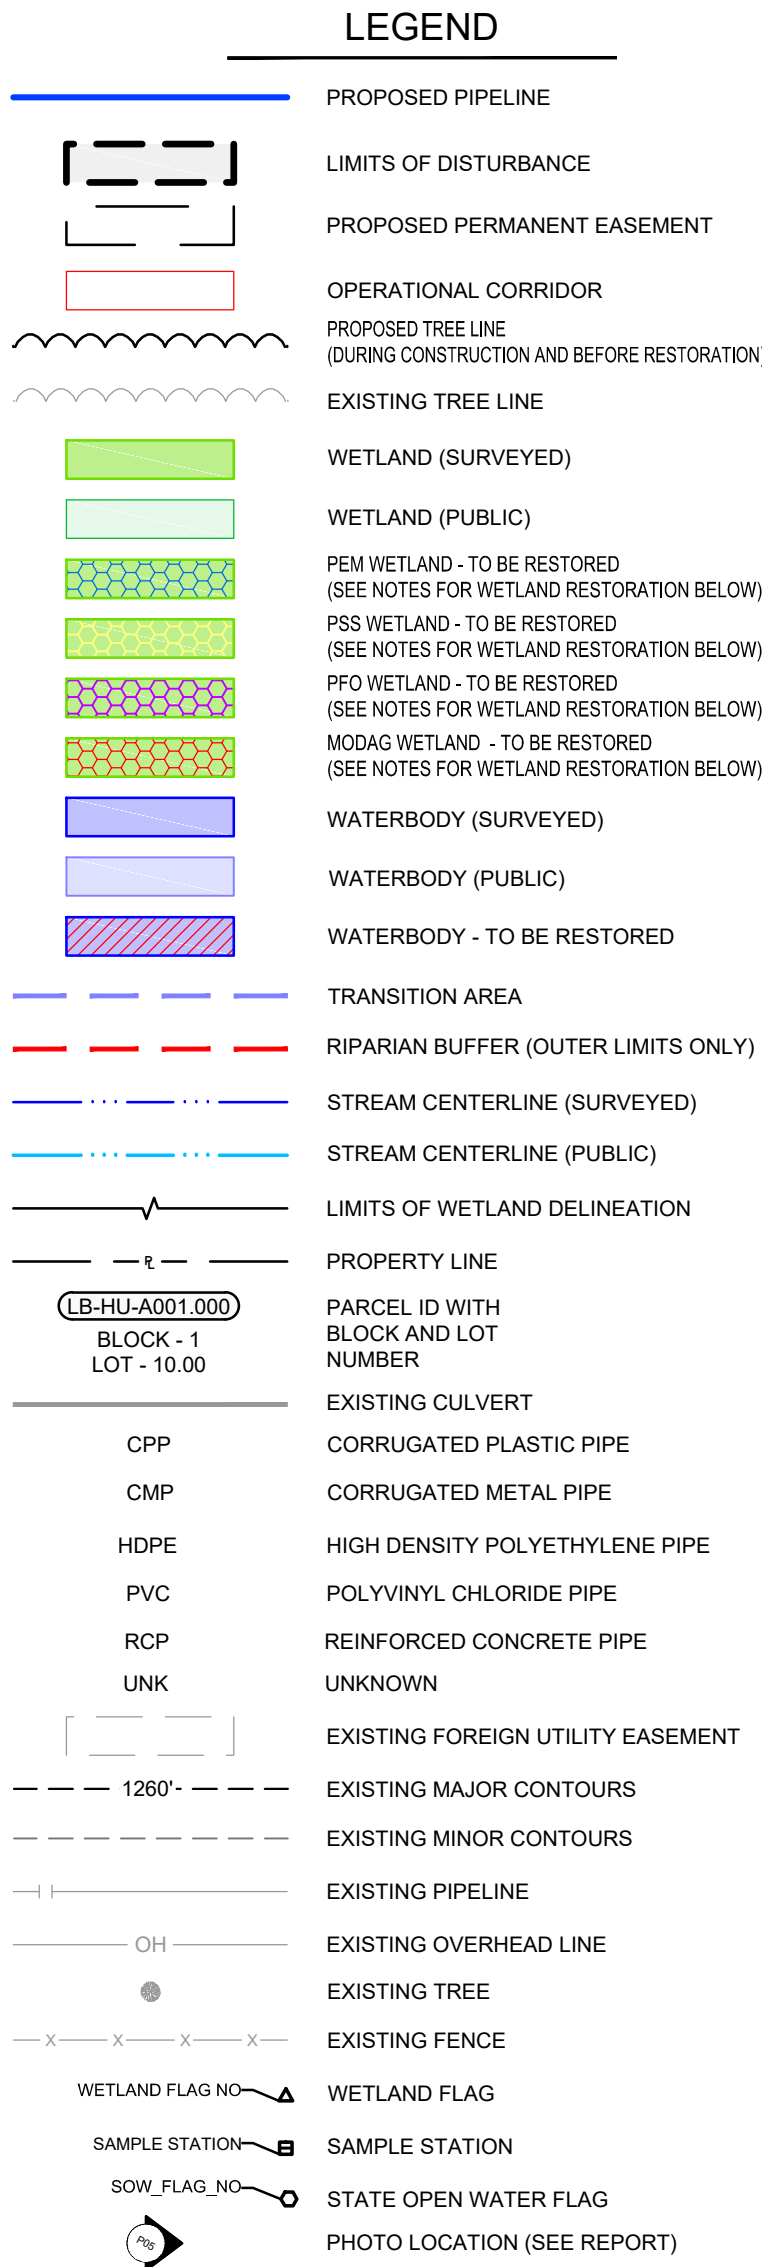 LEGEND
PROPOSED PIPELINE
LIMITS OF DISTURBANCE
PROPOSED PERMANENT EASEMENT
OPERATIONAL CORRIDOR
PROPOSED TREE LINE
(DURING CONSTRUCTION AND BEFORE RESTORATION)
EXISTING TREE LINE
WETLAND (SURVEYED)
WETLAND (PUBLIC)
PEM WETLAND - TO BE RESTORED
(SEE NOTES FOR WETLAND RESTORATION BELOW)
PSS WETLAND - TO BE RESTORED
(SEE NOTES FOR WETLAND RESTORATION BELOW)
PFO WETLAND - TO BE RESTORED
(SEE NOTES FOR WETLAND RESTORATION BELOW)
MODAG WETLAND - TO BE RESTORED
(SEE NOTES FOR WETLAND RESTORATION BELOW)
WATERBODY (SURVEYED)
WATERBODY (PUBLIC)
WATERBODY - TO BE RESTORED
TRANSITION AREA
RIPARIAN BUFFER (OUTER LIMITS ONLY)
STREAM CENTERLINE (SURVEYED)
STREAM CENTERLINE (PUBLIC)
LIMITS OF WETLAND DELINEATION
PL PROPERTY LINE
LB-HU-A001.000
BLOCK - 1
LOT - 10.00
PARCEL ID WITH
BLOCK AND LOT
NUMBER
EXISTING CULVERT
CPP CORRUGATED PLASTIC PIPE
CMP CORRUGATED METAL PIPE
HDPE HIGH DENSITY POLYETHYLENE PIPE
PVC POLYVINYL CHLORIDE PIPE
RCP REINFORCED CONCRETE PIPE
UNK UNKNOWN
EXISTING FOREIGN UTILITY EASEMENT
1260' EXISTING MAJOR CONTOURS
EXISTING MINOR CONTOURS
EXISTING PIPELINE
OH EXISTING OVERHEAD LINE
EXISTING TREE
X X X X EXISTING FENCE
WETLAND FLAG NO WETLAND FLAG
SAMPLE STATION SAMPLE STATION
SOW_FLAG_NO STATE OPEN WATER FLAG
P05 PHOTO LOCATION (SEE REPORT)